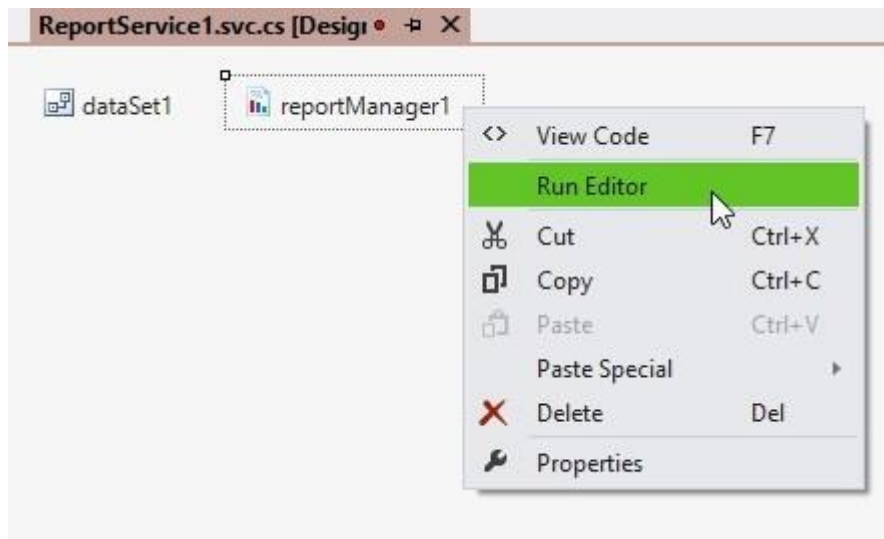 ReportService1.svc.cs [Desigı
dataSet1
reportManager1
View Code F7
Run Editor
Cut Ctrl+X
Copy Ctrl+C
Paste Ctrl+V
Paste Special
Delete Del
Properties